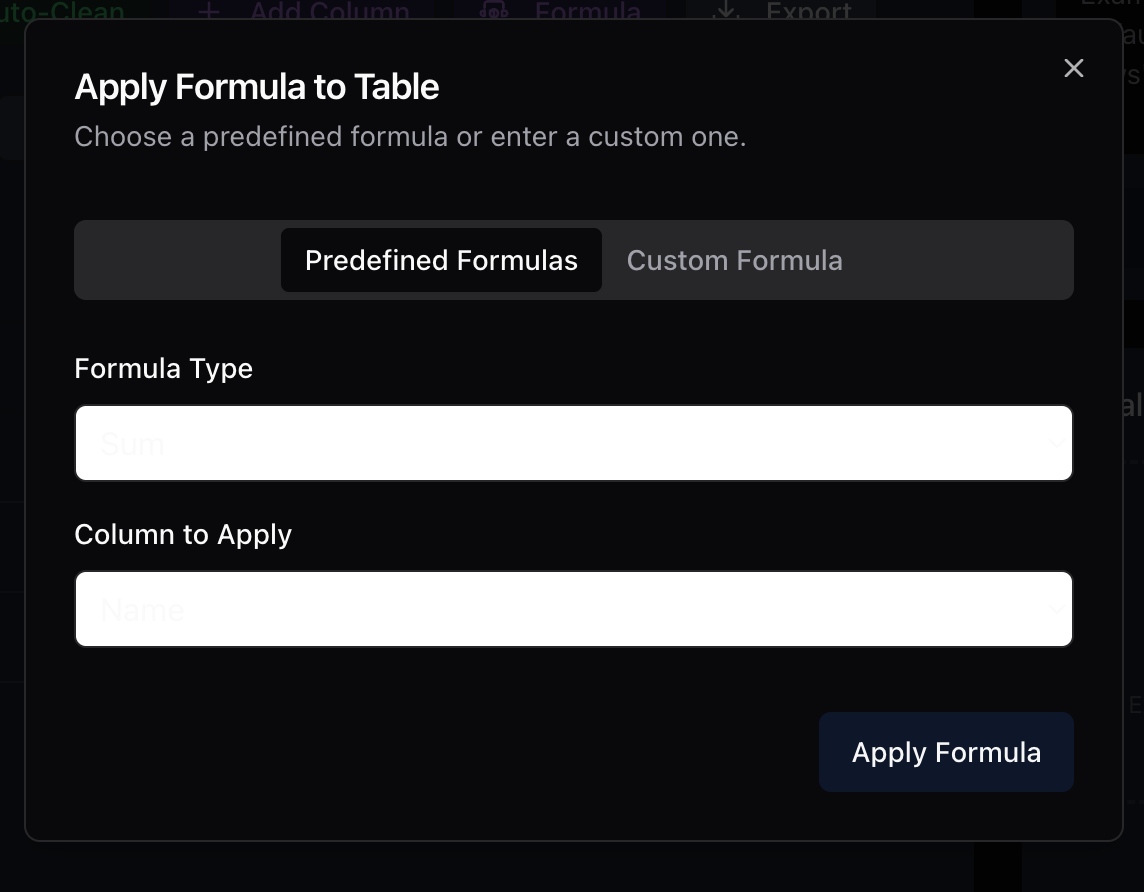 uto-Clean
Add Column
Formula
Export
Apply Formula to Table
Choose a predefined formula or enter a custom one.
Predefined Formulas
Custom Formula
Formula Type
Sum
Column to Apply
Name
Apply Formula